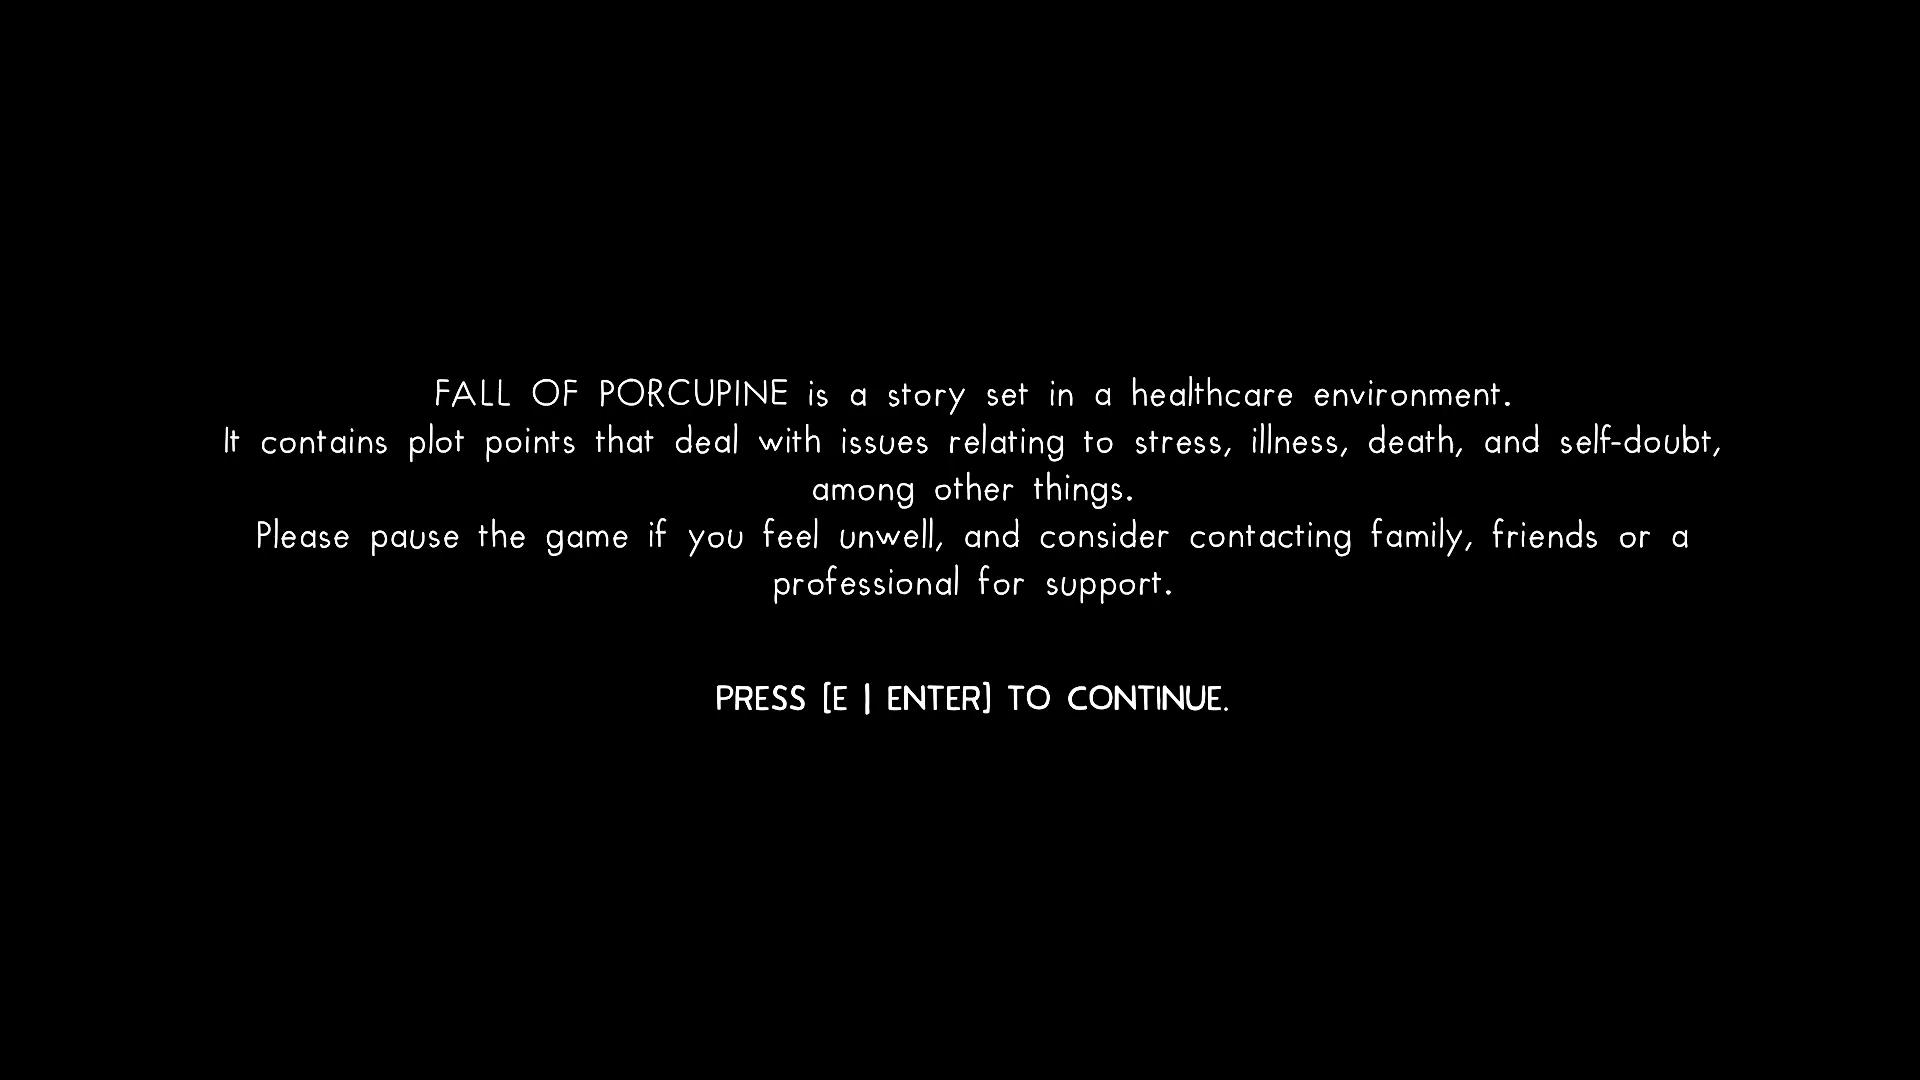 FALL OF PORCUPINE is a story set in a healthcare environment.
It contains plot points that deal with issues relating to stress, illness, death, and self-doubt,
among other things.
Please pause the game if you feel unwell, and consider contacting family, friends or a
professional for support.
PRESS [E | ENTER] TO CONTINUE.